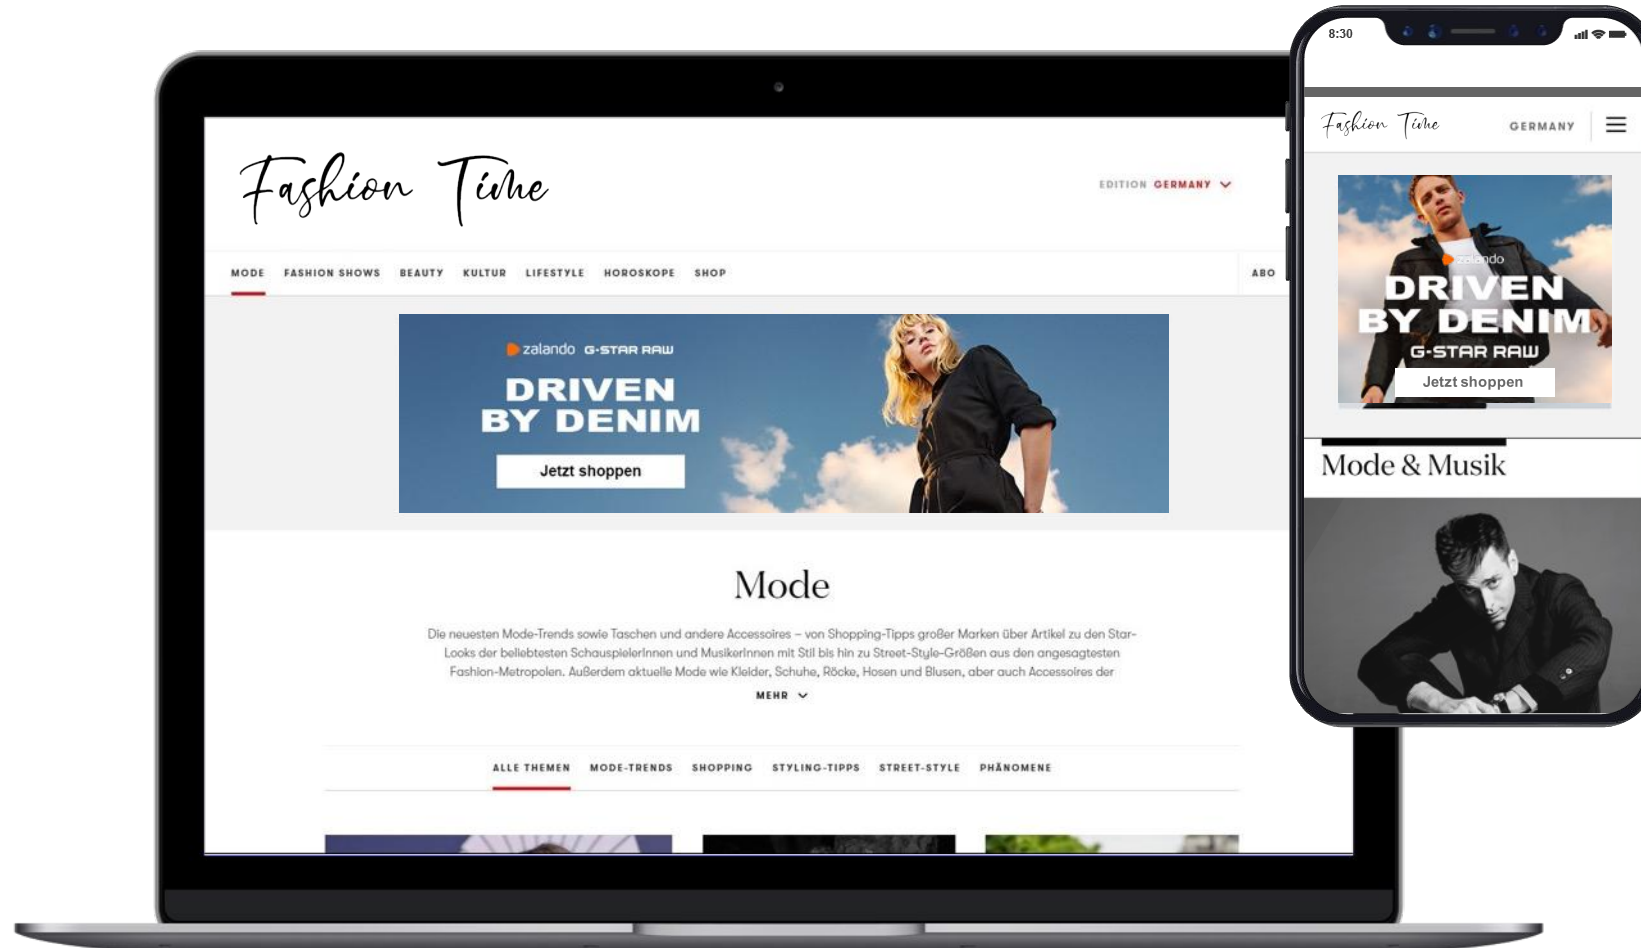 Fashion Time
EDITION GERMANY
MODE FASHION SHOWS BEAUTY KULTUR LIFESTYLE HOROSKOPE SHOP
ABO
zalando G-STAR RAW
DRIVEN
BY DENIM
Jetzt shoppen
Mode
Die neuesten Mode-Trends sowie Taschen und andere Accessoires – von Shopping-Tipps großer Marken über Artikel zu den Star-
Looks der beliebtesten SchauspielerInnen und MusikerInnen mit Stil bis hin zu Street-Style-Größen aus den angesagtesten
Fashion-Metropolen. Außerdem aktuelle Mode wie Kleider, Schuhe, Röcke, Hosen und Blusen, aber auch Accessoires der
MEHR
ALLE THEMEN MODE-TRENDS SHOPPING STYLING-TIPPS STREET-STYLE PHÄNOMENE
8:30
Fashion Time
GERMANY
zalando
DRIVEN
BY DENIM
G-STAR RAW
Jetzt shoppen
Mode & Musik